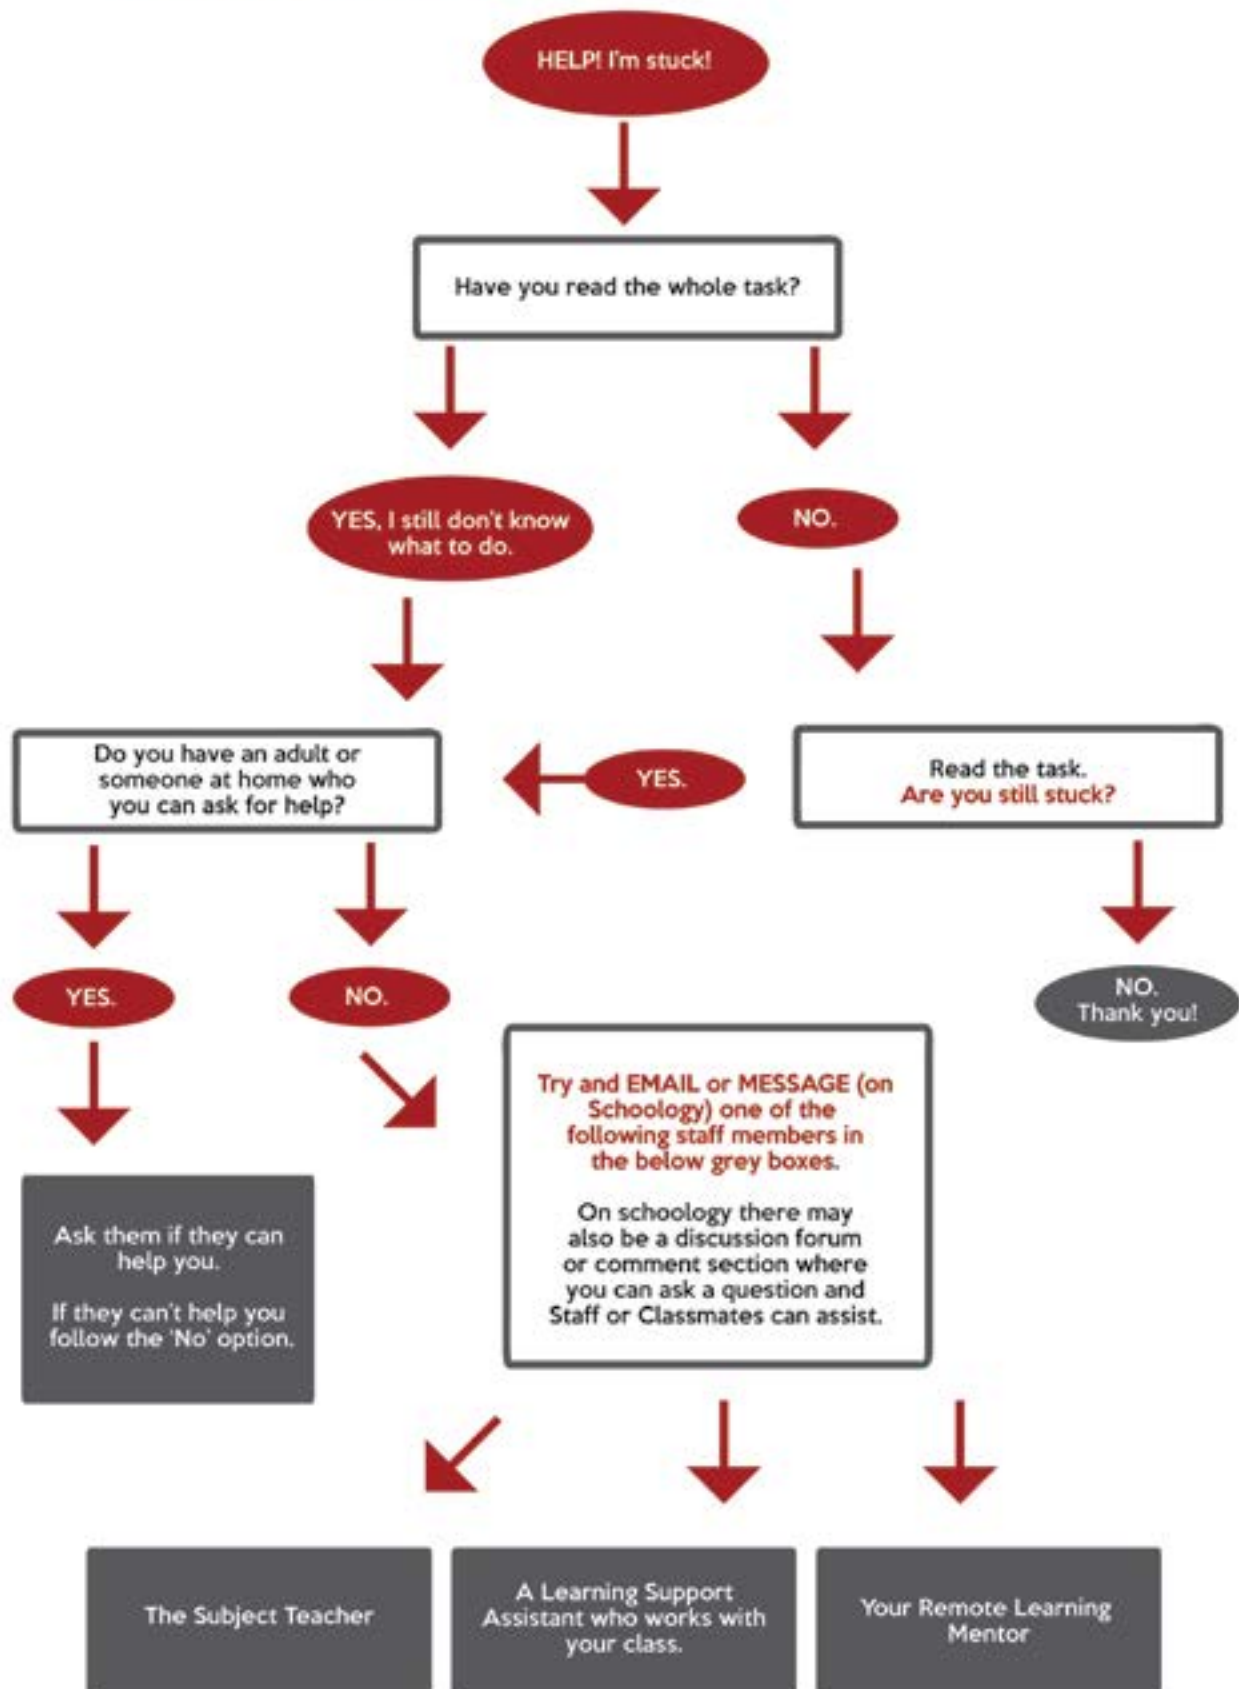 HELP! I'm stuck!
Have you read the whole task?
YES, I still don't know
what to do.
NO.
Do you have an adult or
someone at home who
you can ask for help?
YES.
Read the task.
Are you still stuck?
YES.
NO.
NO.
Thank you!
Ask them if they can
help you.
If they can't help you
follow the 'No' option.
Try and EMAIL or MESSAGE (on
Schoology) one of the
following staff members in
the below grey boxes.
On schoology there may
also be a discussion forum
or comment section where
you can ask a question and
Staff or Classmates can assist.
The Subject Teacher
A Learning Support
Assistant who works with
your class.
Your Remote Learning
Mentor